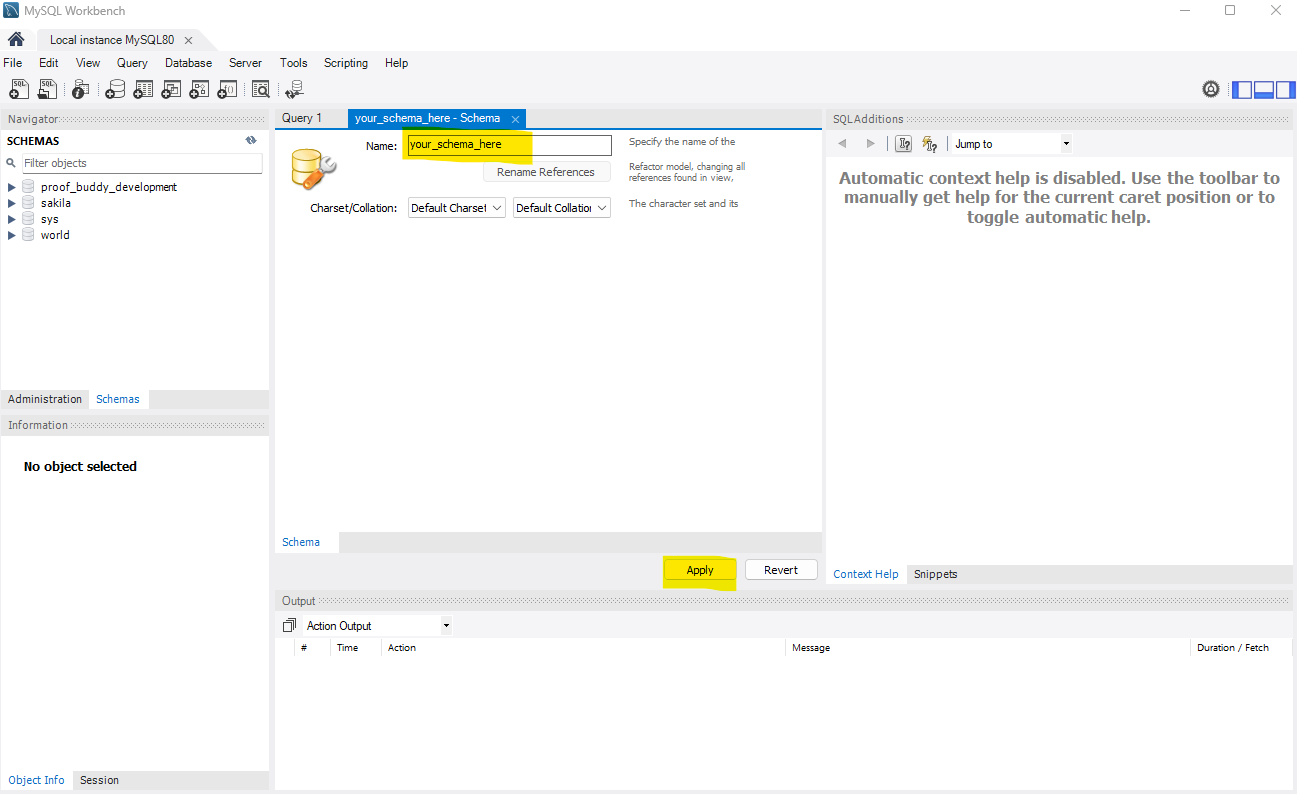 MySQL Workbench
Local instance MySQL80
File Edit View Query Database Server Tools Scripting Help
Navigator
SCHEMAS
Filter objects
proof_buddy_development
sakila
sys
world
Administration Schemas
Information
No object selected
Object Info Session
Query 1 your_schema_here - Schema
Name: your_schema_here
Specify the name of the
Rename References
Refactor model, changing all
references found in view,
Charset/Collation: Default Charset Default Collation
The character set and its
Schema
Apply Revert
SQLAdditions
Jump to
Automatic context help is disabled. Use the toolbar to
manually get help for the current caret position or to
toggle automatic help.
Context Help Snippets
Output
Action Output
# Time Action Message Duration / Fetch